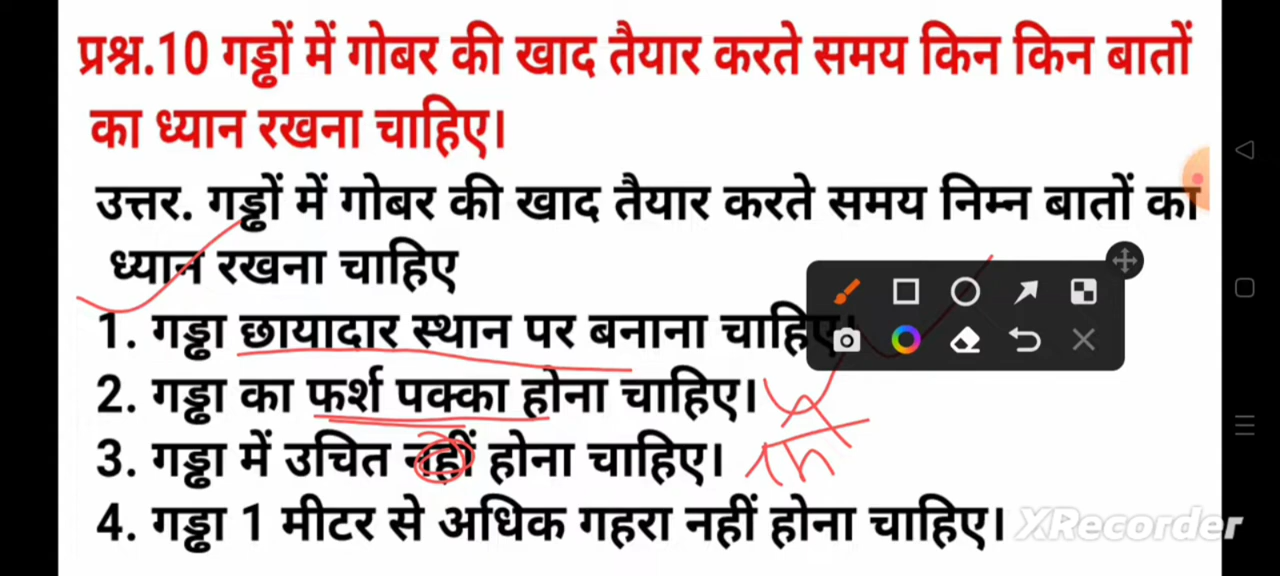 प्रश्न.10 गड्ढों में गोबर की खाद तैयार करते समय किन किन बातों
का ध्यान रखना चाहिए।
उत्तर. गड्ढों में गोबर की खाद तैयार करते समय निम्न बातों का
ध्यान रखना चाहिए
1. गड्ढा छायादार स्थान पर बनाना चाहिए।
2. गड्ढा का फर्श पक्का होना चाहिए।
3. गड्ढा में उचित नहीं होना चाहिए।
4. गड्ढा 1 मीटर से अधिक गहरा नहीं होना चाहिए।
XRecorder